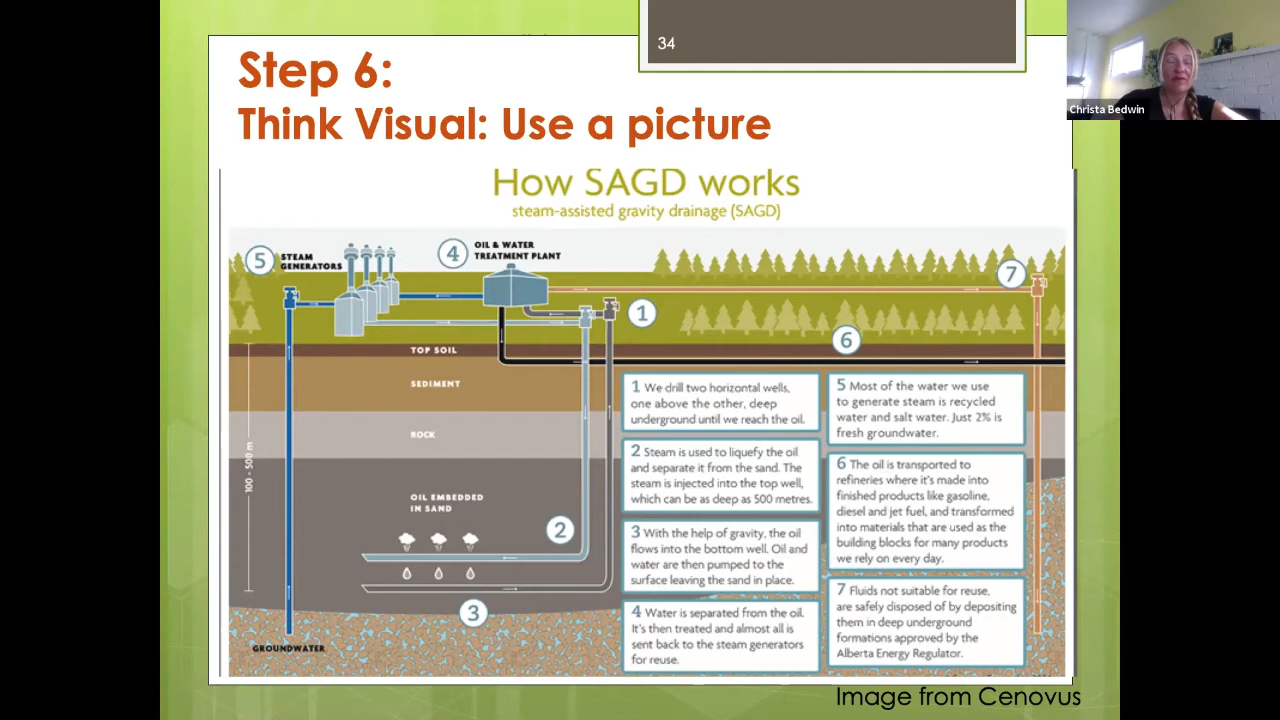 34
Christa Bedwin
Step 6:
Think Visual: Use a picture
How SAGD works
steam-assisted gravity drainage (SAGD)
5 STEAM
GENERATORS
4 OIL & WATER
TREATMENT PLANT
7
1
6
TOP SOIL
SEDIMENT
ROCK
100 - 500 m
OIL EMBEDDED
IN SAND
2
3
GROUNDWATER
1 We drill two horizontal wells,
one above the other, deep
underground until we reach the oil.
2 Steam is used to liquefy the oil
and separate it from the sand. The
steam is injected into the top well,
which can be as deep as 500 metres.
3 With the help of gravity, the oil
flows into the bottom well. Oil and
water are then pumped to the
surface leaving the sand in place.
4 Water is separated from the oil.
It's then treated and almost all is
sent back to the steam generators
for reuse.
5 Most of the water we use
to generate steam is recycled
water and salt water. Just 2% is
fresh groundwater.
6 The oil is transported to
refineries where it's made into
finished products like gasoline,
diesel and jet fuel, and transformed
into materials that are used as the
building blocks for many products
we rely on every day.
7 Fluids not suitable for reuse,
are safely disposed of by depositing
them in deep underground
formations approved by the
Alberta Energy Regulator.
Image from Cenovus